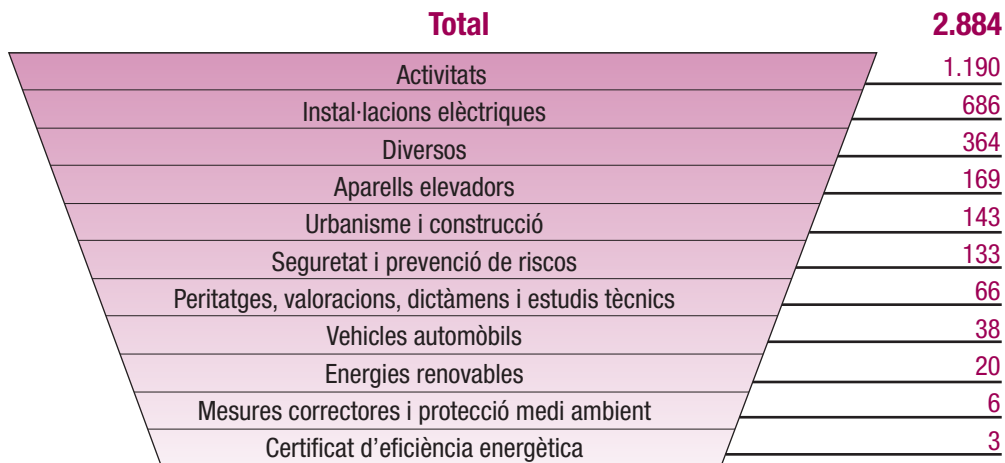 Total 2.884
Activitats 1.190
Instal·lacions elèctriques 686
Diversos 364
Aparells elevadors 169
Urbanisme i construcció 143
Seguretat i prevenció de riscos 133
Peritatges, valoracions, dictàmens i estudis tècnics 66
Vehicles automòbils 38
Energies renovables 20
Mesures correctores i protecció medi ambient 6
Certificat d’eficiència energètica 3